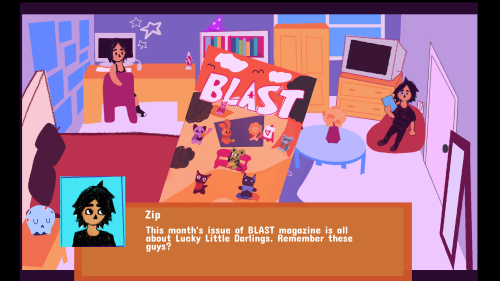 BLAST
Zip
This month's issue of BLAST magazine is all
about Lucky Little Darlings. Remember these
guys?